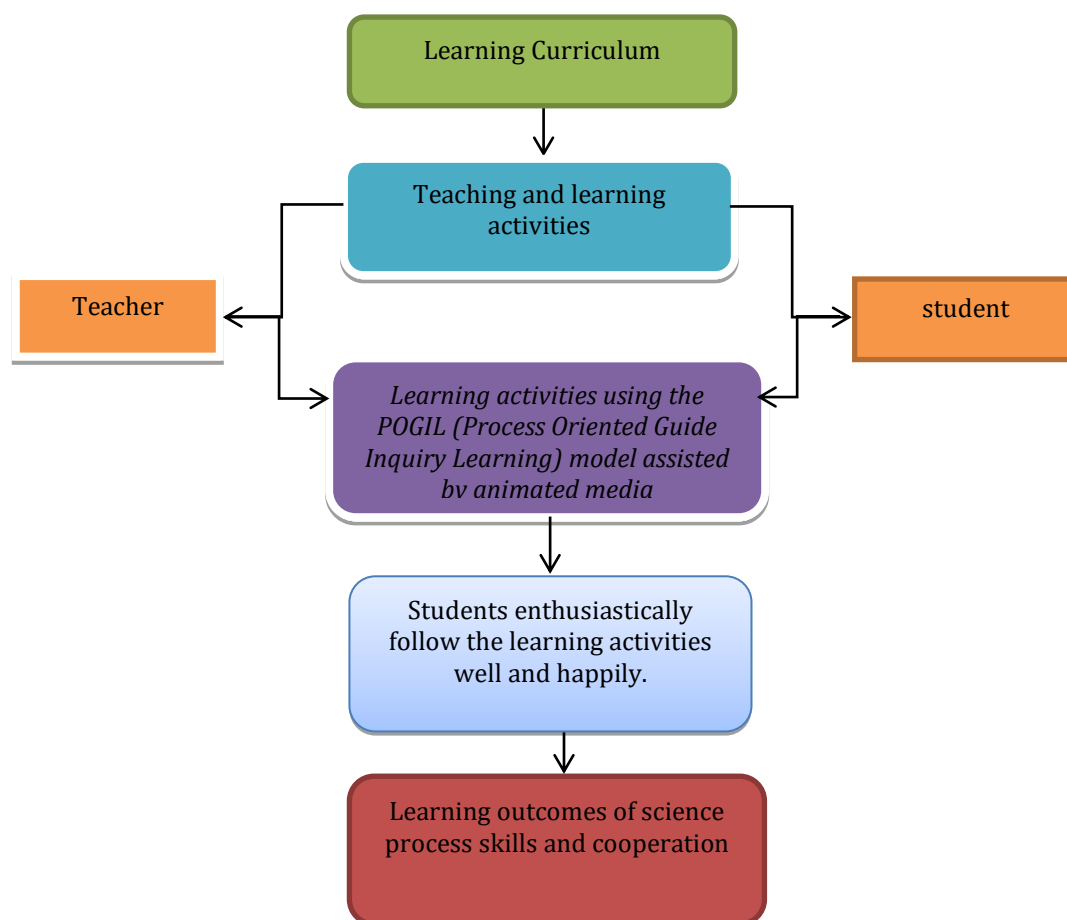 Learning Curriculum
Teaching and learning
activities
Teacher
student
Learning activities using the
POGIL (Process Oriented Guide
Inquiry Learning) model assisted
by animated media
Students enthusiastically
follow the learning activities
well and happily.
Learning outcomes of science
process skills and cooperation